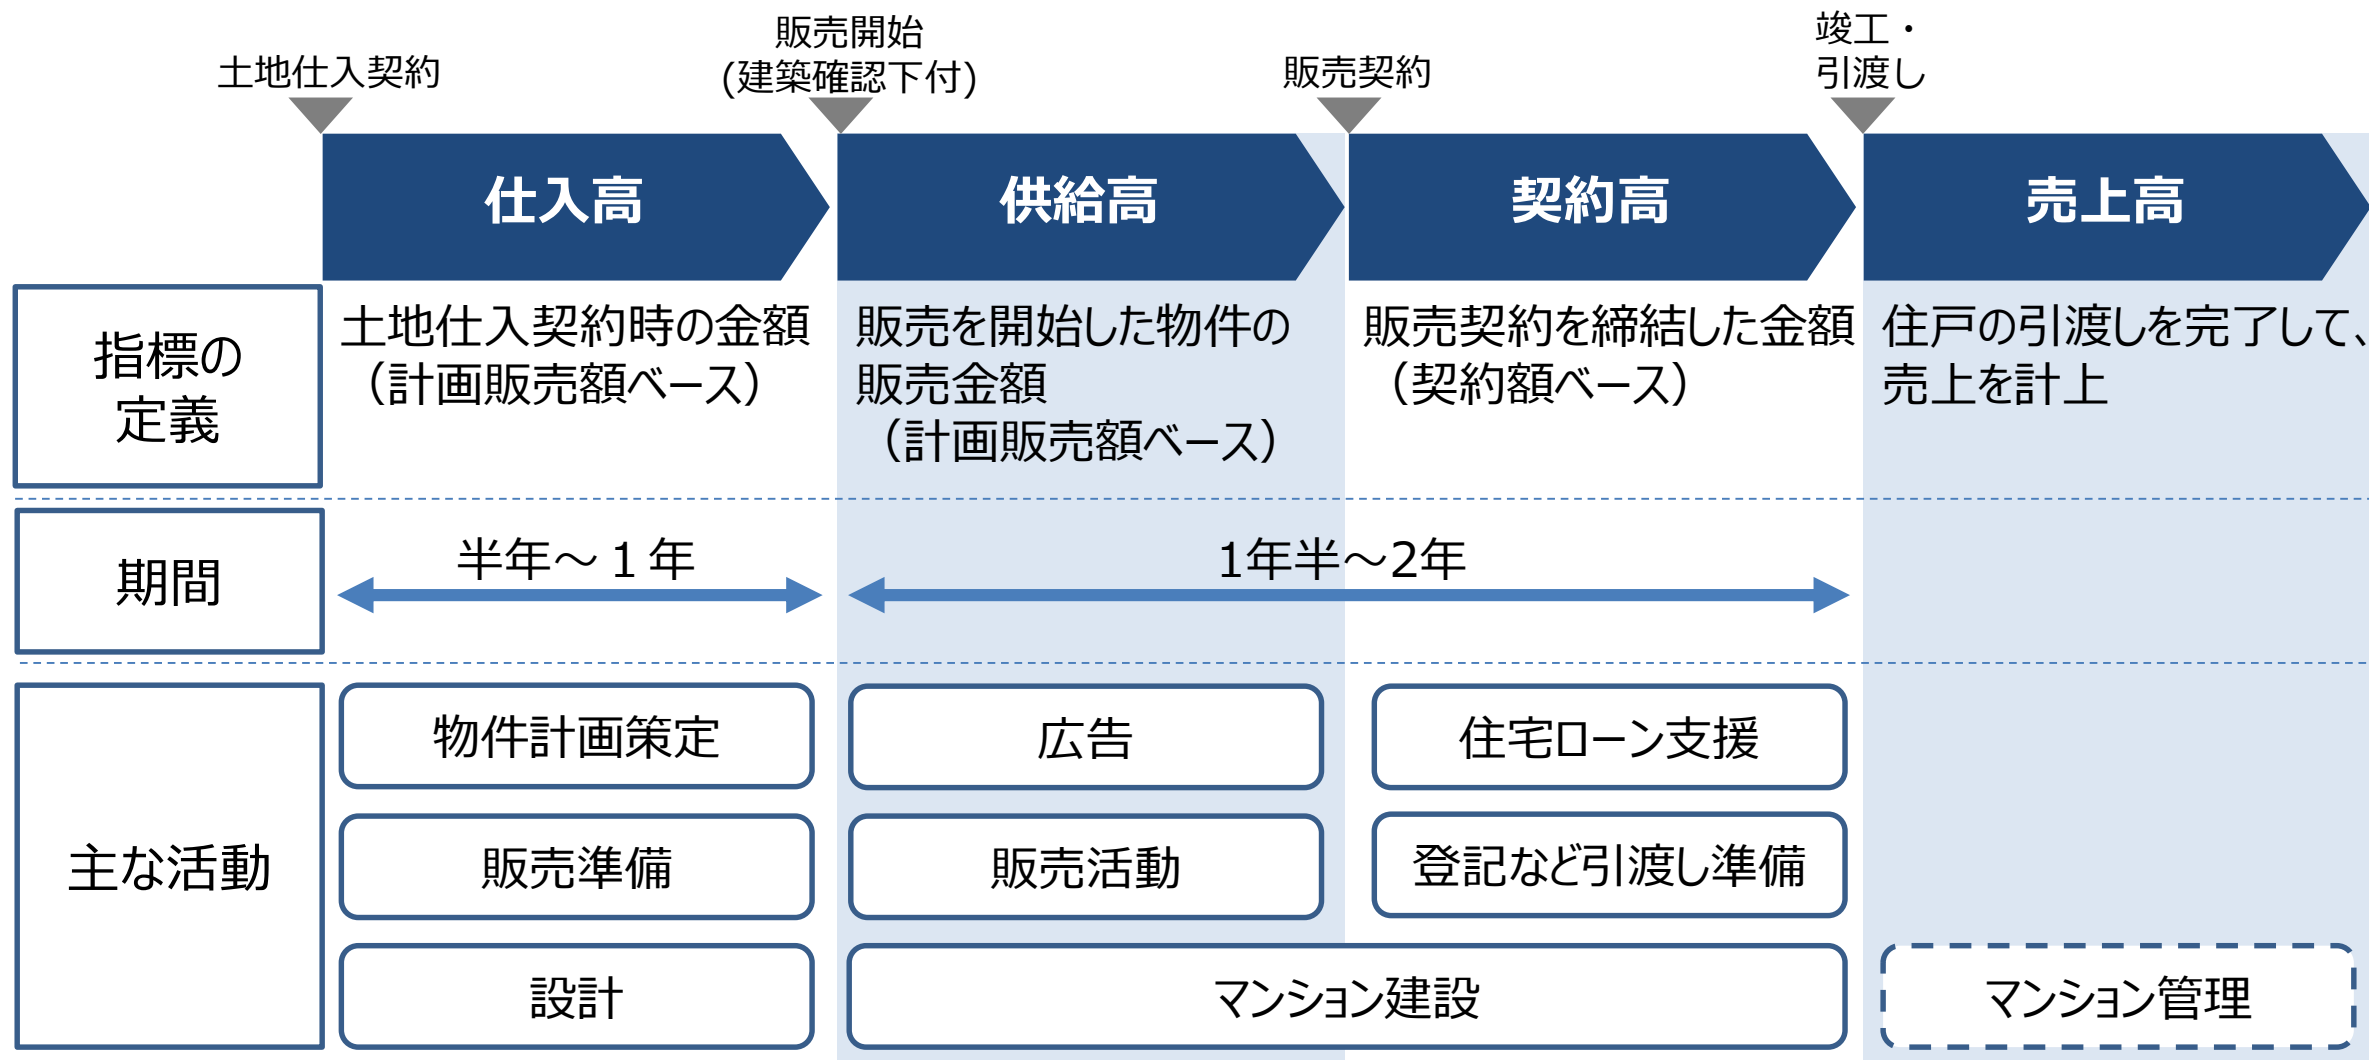 土地仕入契約
販売開始
(建築確認下付)
販売契約
竣工・
引渡し
仕入高
供給高
契約高
売上高
指標の
定義
土地仕入契約時の金額
（計画販売額ベース）
販売を開始した物件の
販売金額
（計画販売額ベース）
販売契約を締結した金額
（契約額ベース）
住戸の引渡しを完了して、
売上を計上
期間
半年～１年
1年半～2年
主な活動
物件計画策定
広告
住宅ローン支援
販売準備
販売活動
登記など引渡し準備
設計
マンション建設
マンション管理